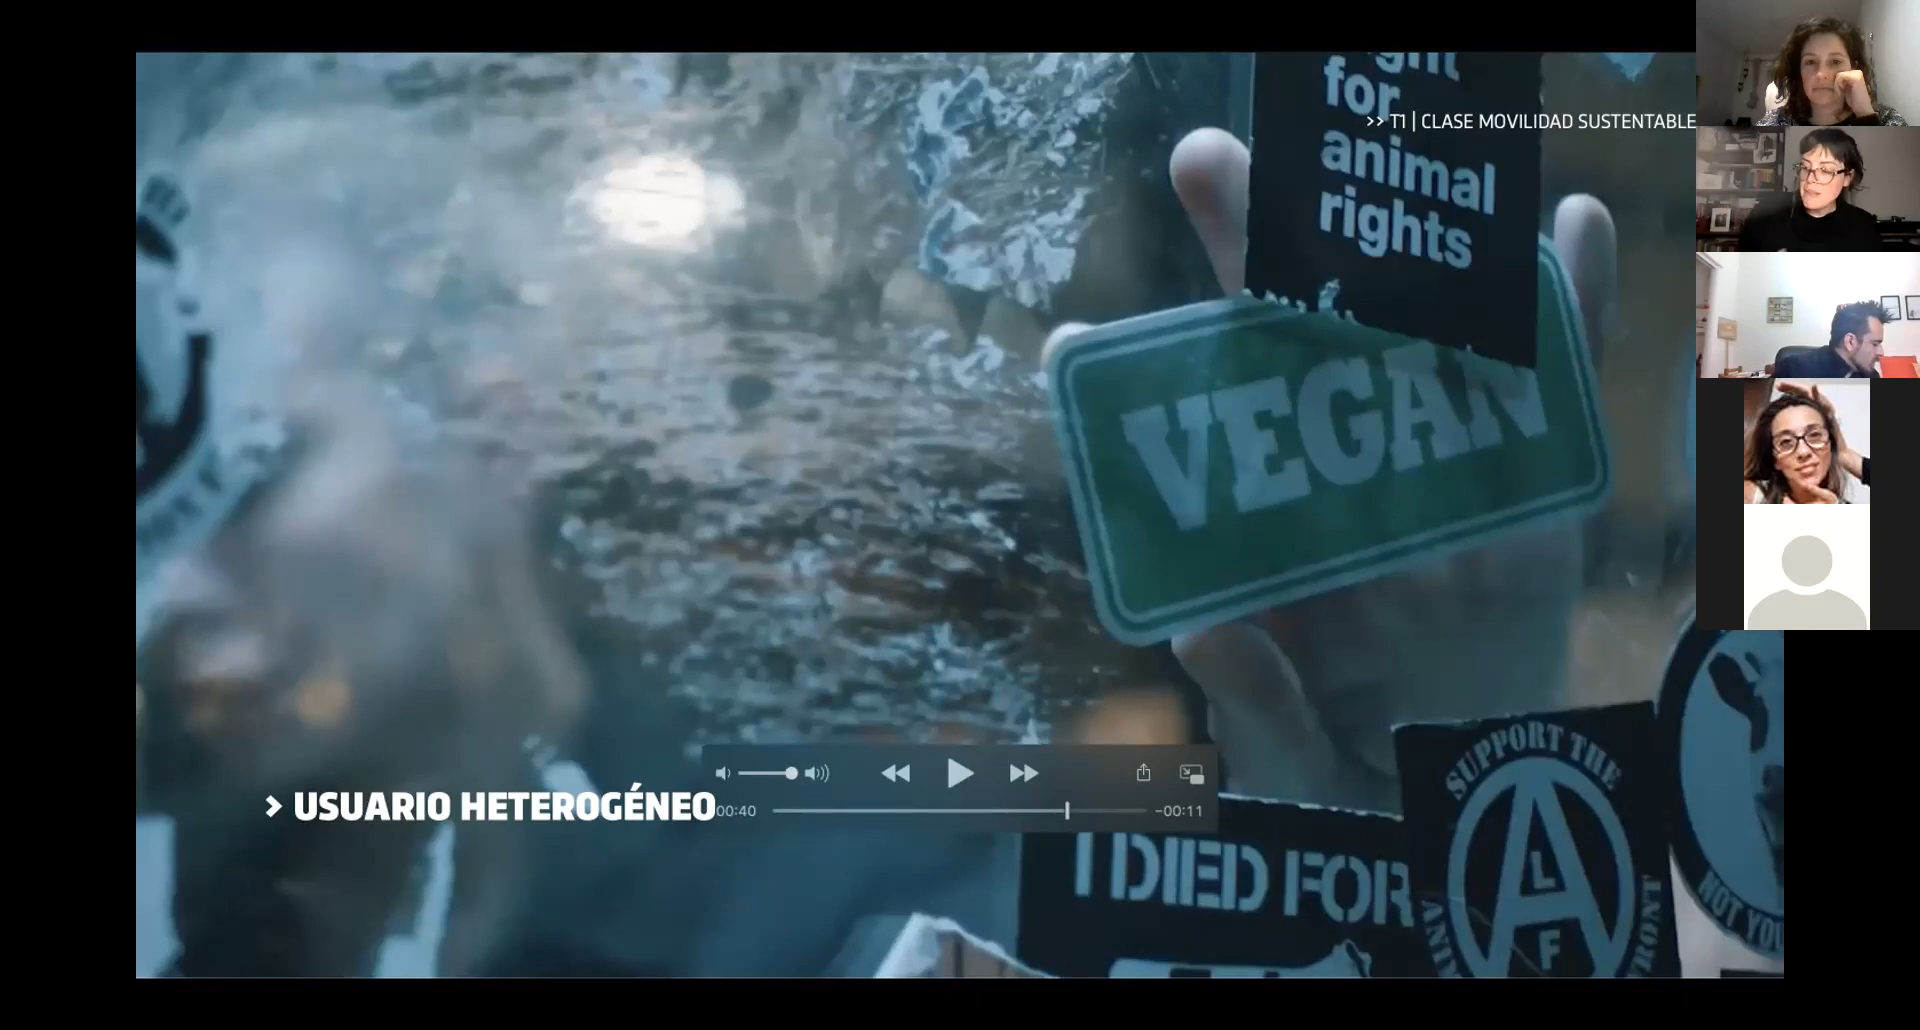 for
animal
rights
>> T1 | CLASE MOVILIDAD SUSTENTABLE
VEGAN
> USUARIO HETEROGÉNEO
00:40
-00:11
I DIED FOR
SUPPORT THE
A
L
F
FRONT
NOT YOU